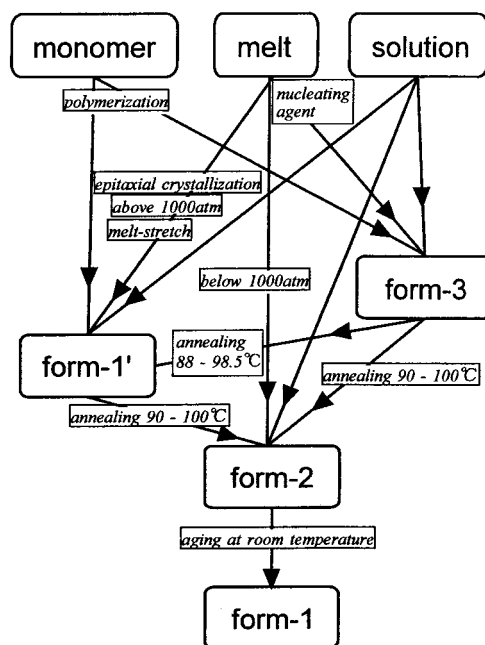 monomer
melt
solution
polymerization
nucleating
agent
epitaxial crystallization
above 1000atm
melt-stretch
below 1000atm
form-3
annealing
88 - 98.5℃
form-1'
annealing 90 - 100℃
annealing 90 - 100℃
form-2
aging at room temperature
form-1